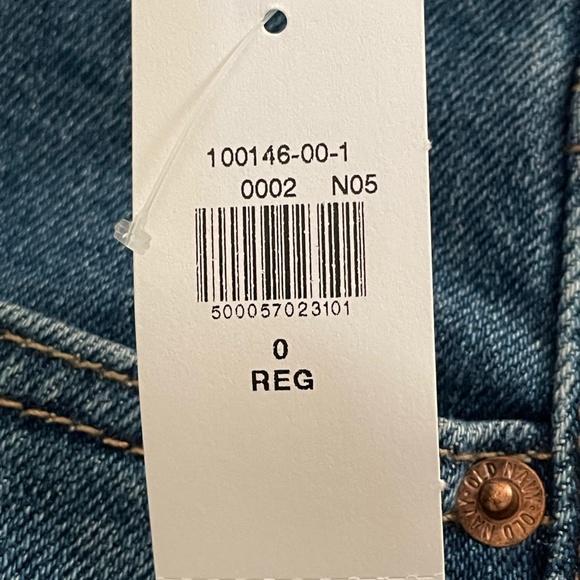 100146-00-1
0002 N05
500057023101
0
REG
OLD NAVY OLD NAVY